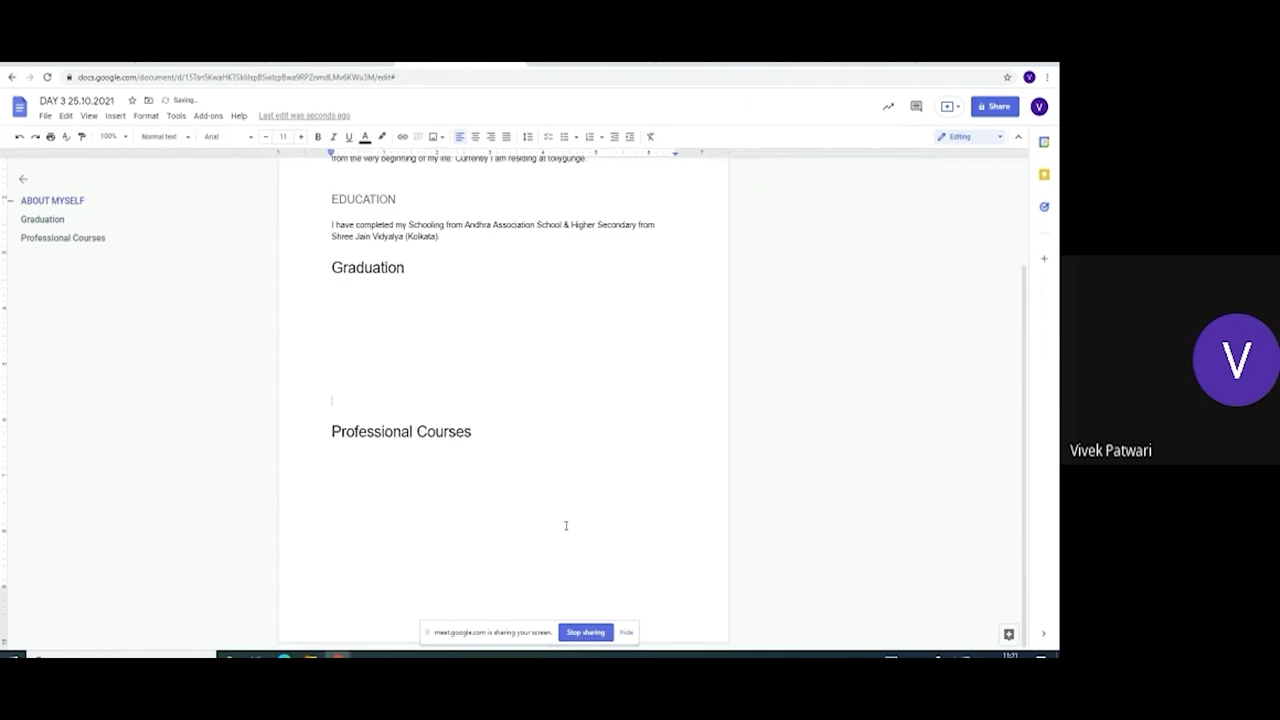 DAY 3 25.10.2021
Saving...
File Edit View Insert Format Tools Add-ons Help Last edit was seconds ago
Share
V
100% Normal text Arial 11 Editing
from the very beginning of my life. Currently I am residing at tollygunge.
ABOUT MYSELF
Graduation
Professional Courses
EDUCATION
I have completed my Schooling from Andhra Association School & Higher Secondary from
Shree Jain Vidyalya (Kolkata).
Graduation
Professional Courses
meet.google.com is sharing your screen. Stop sharing Hide
11:21
V
Vivek Patwari